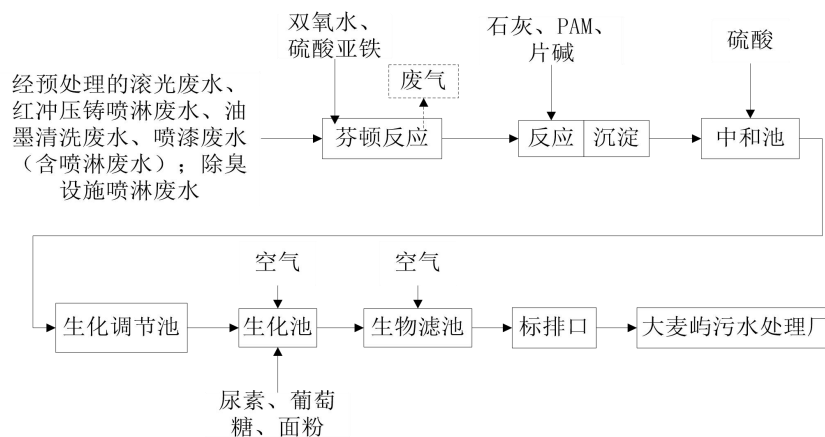 双氧水、
硫酸亚铁
石灰、PAM、
片碱
硫酸
废气
经预处理的滚光废水、
红冲压铸喷淋废水、油
墨清洗废水、喷漆废水
（含喷淋废水）；除臭
设施喷淋废水
芬顿反应
反应
沉淀
中和池
空气
空气
生化调节池
生化池
生物滤池
标排口
大麦屿污水处理厂
尿素、葡萄
糖、面粉